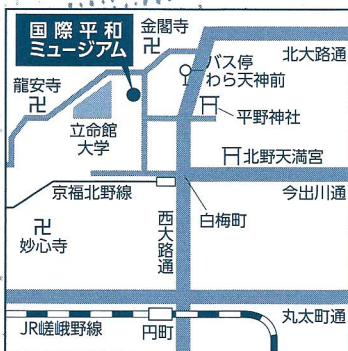 国際平和
ミュージアム
金閣寺
北大路通
バス停
わら天神前
龍安寺
立命館
大学
平野神社
北野天満宮
京福北野線
今出川通
西大路通
白梅町
妙心寺
丸太町通
JR嵯峨野線
円町